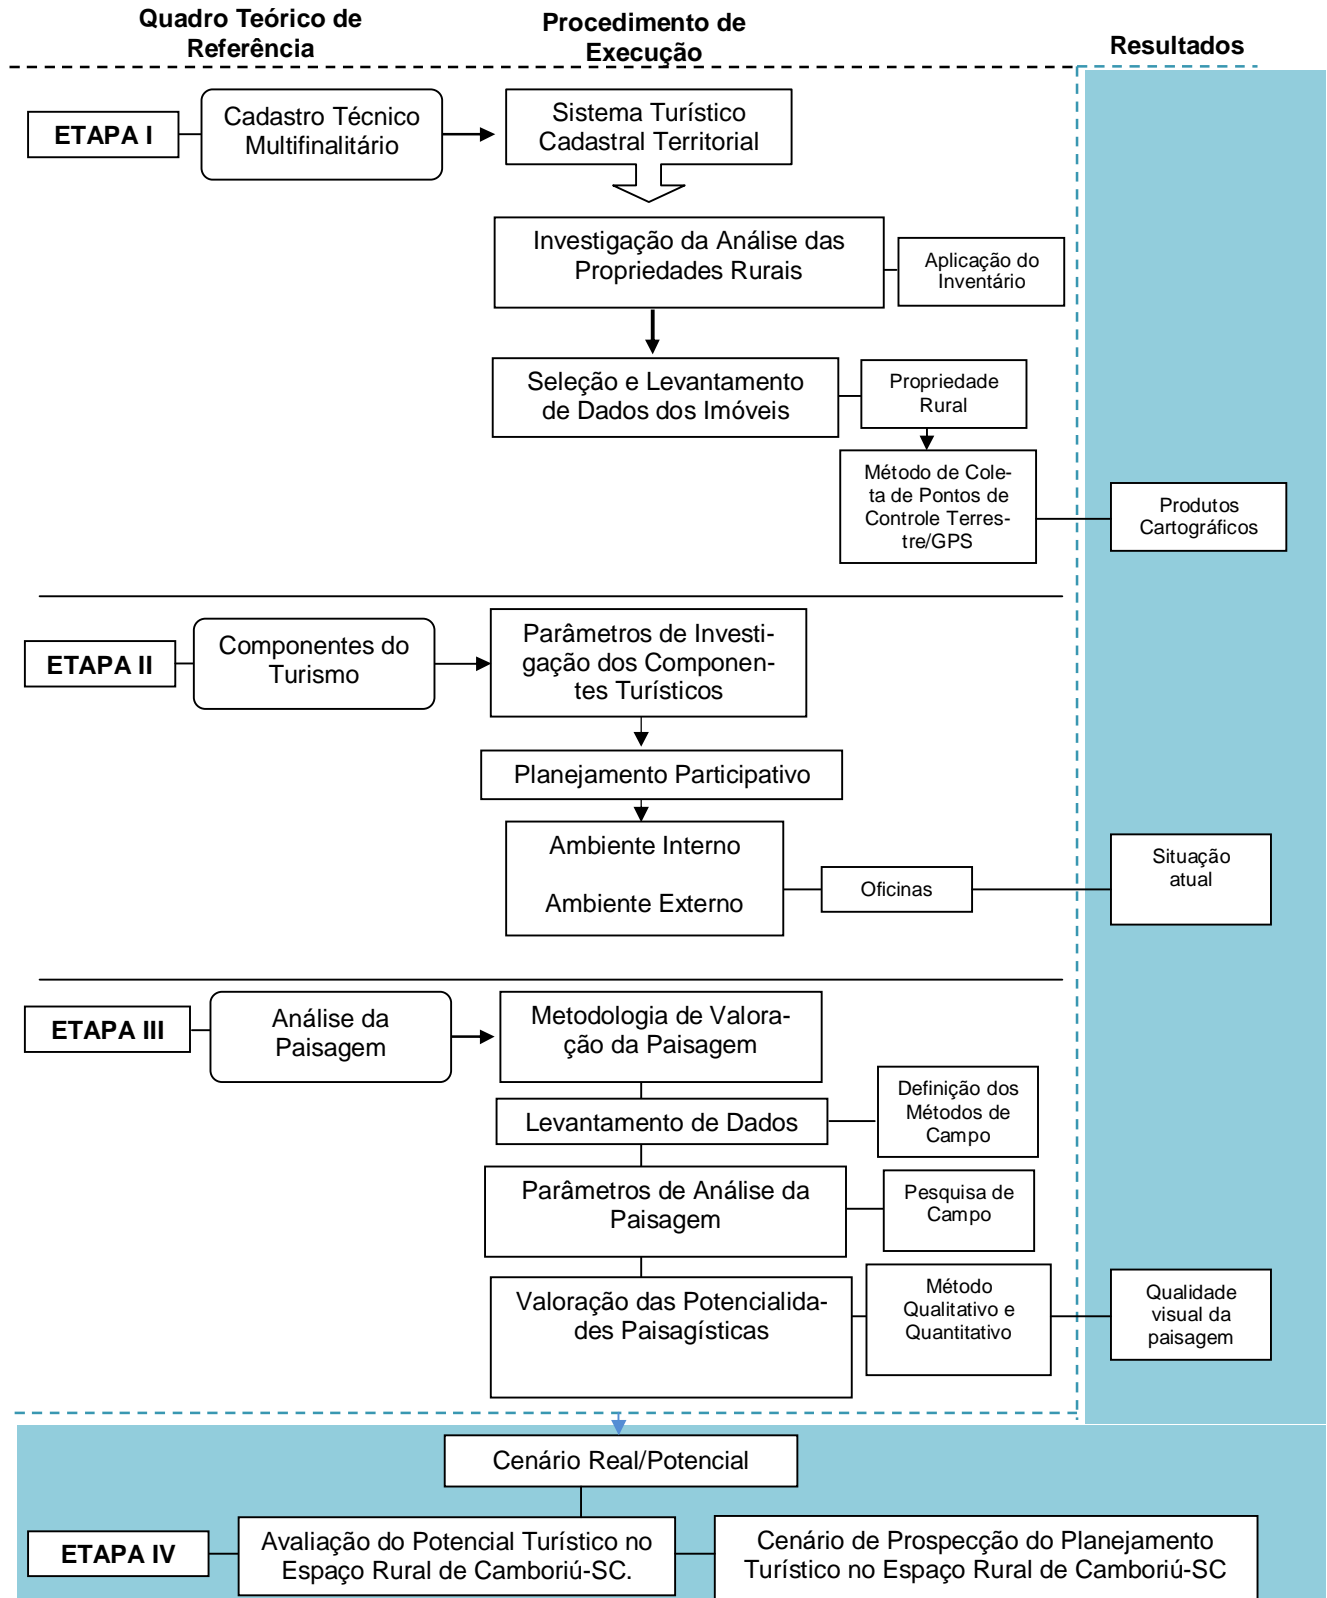 Quadro Teórico de
Referência
Procedimento de
Execução
Resultados
ETAPA I
Cadastro Técnico
Multifinalitário
Sistema Turístico
Cadastral Territorial
Investigação da Análise das
Propriedades Rurais
Aplicação do
Inventário
Seleção e Levantamento
de Dados dos Imóveis
Propriedade
Rural
Método de Cole-
ta de Pontos de
Controle Terres-
tre/GPS
Produtos
Cartográficos
ETAPA II
Componentes do
Turismo
Parâmetros de Investi-
gação dos Componen-
tes Turísticos
Planejamento Participativo
Ambiente Interno
Ambiente Externo
Oficinas
Situação
atual
ETAPA III
Análise da
Paisagem
Metodologia de Valora-
ção da Paisagem
Levantamento de Dados
Definição dos
Métodos de
Campo
Parâmetros de Análise da
Paisagem
Pesquisa de
Campo
Valoração das Potencialida-
des Paisagísticas
Método
Qualitativo e
Quantitativo
Qualidade
visual da
paisagem
Cenário Real/Potencial
ETAPA IV
Avaliação do Potencial Turístico no
Espaço Rural de Camboriú-SC.
Cenário de Prospecção do Planejamento
Turístico no Espaço Rural de Camboriú-SC